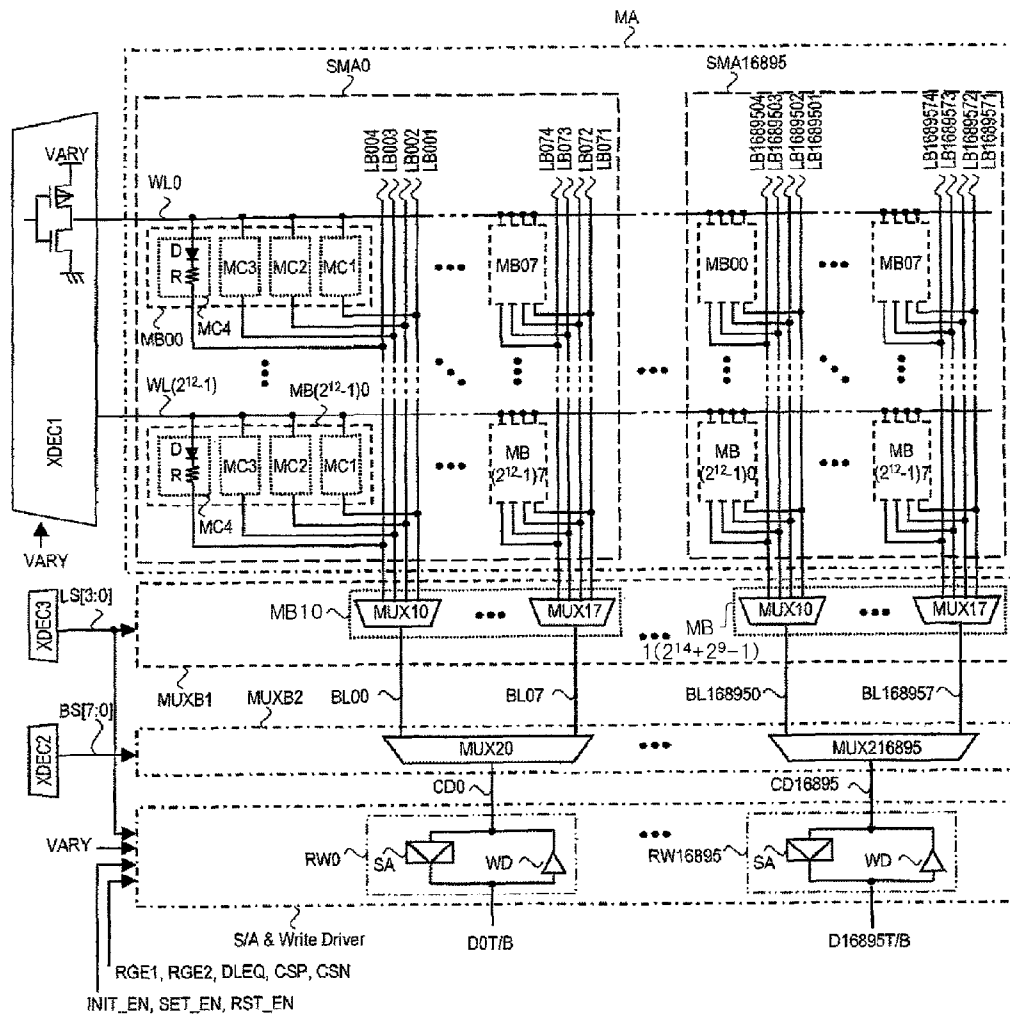 MA
SMA0
SMA16895
LB004
LB003
LB002
LB001
LB074
LB073
LB072
LB071
LB1689504
LB1689503
LB1689502
LB1689501
LB1689574
LB1689573
LB1689572
LB1689571
VARY
WL0
D
R
MC3
MC2
MC1
MB07
MB00
MB07
MC4
MB00
WL(2¹²-1)
MB(2¹²-1)0
XDEC1
D
R
MC3
MC2
MC1
MB
(2¹²-1)7
MB
(2¹²-1)0
MB
(2¹²-1)7
MC4
VARY
XDEC3
LS[3:0]
MB10
MUX10
MUX17
MB
1(2¹⁴+2⁹-1)
MUX10
MUX17
MUXB1
MUXB2
BL00
BL07
BL168950
BL168957
XDEC2
BS[7:0]
MUX20
MUX216895
CD0
CD16895
VARY
RW0
SA
WD
RW16895
SA
WD
S/A & Write Driver
D0T/B
D16895T/B
RGE1, RGE2, DLEQ, CSP, CSN
INIT_EN, SET_EN, RST_EN